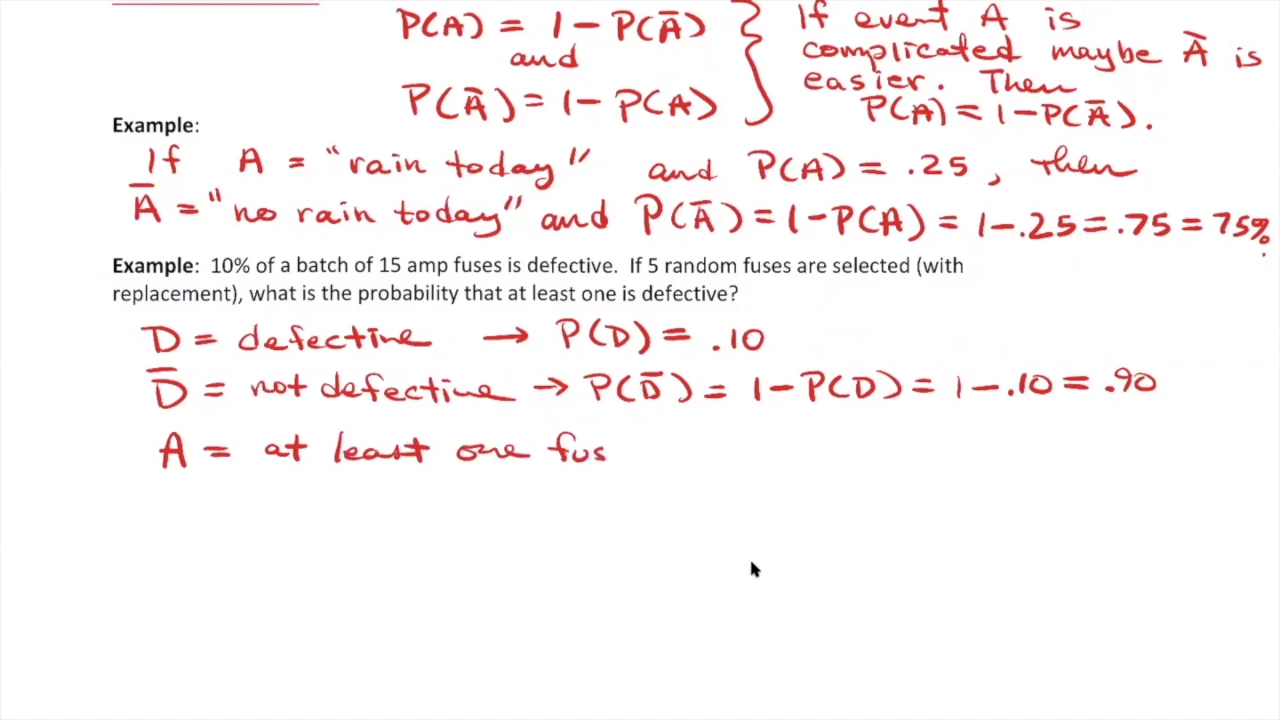 P(A) = 1 - P(Ā)
and
P(Ā) = 1 - P(A)
If event A is
complicated maybe Ā is
easier. Then
P(A) = 1 - P(Ā).
Example:
If A = "rain today" and P(A) = .25, then
Ā = "no rain today" and P(Ā) = 1 - P(A) = 1 - .25 = .75 = 75%.
Example: 10% of a batch of 15 amp fuses is defective. If 5 random fuses are selected (with
replacement), what is the probability that at least one is defective?
D = defective → P(D) = .10
D̄ = not defective → P(D̄) = 1 - P(D) = 1 - .10 = .90
A = at least one fus